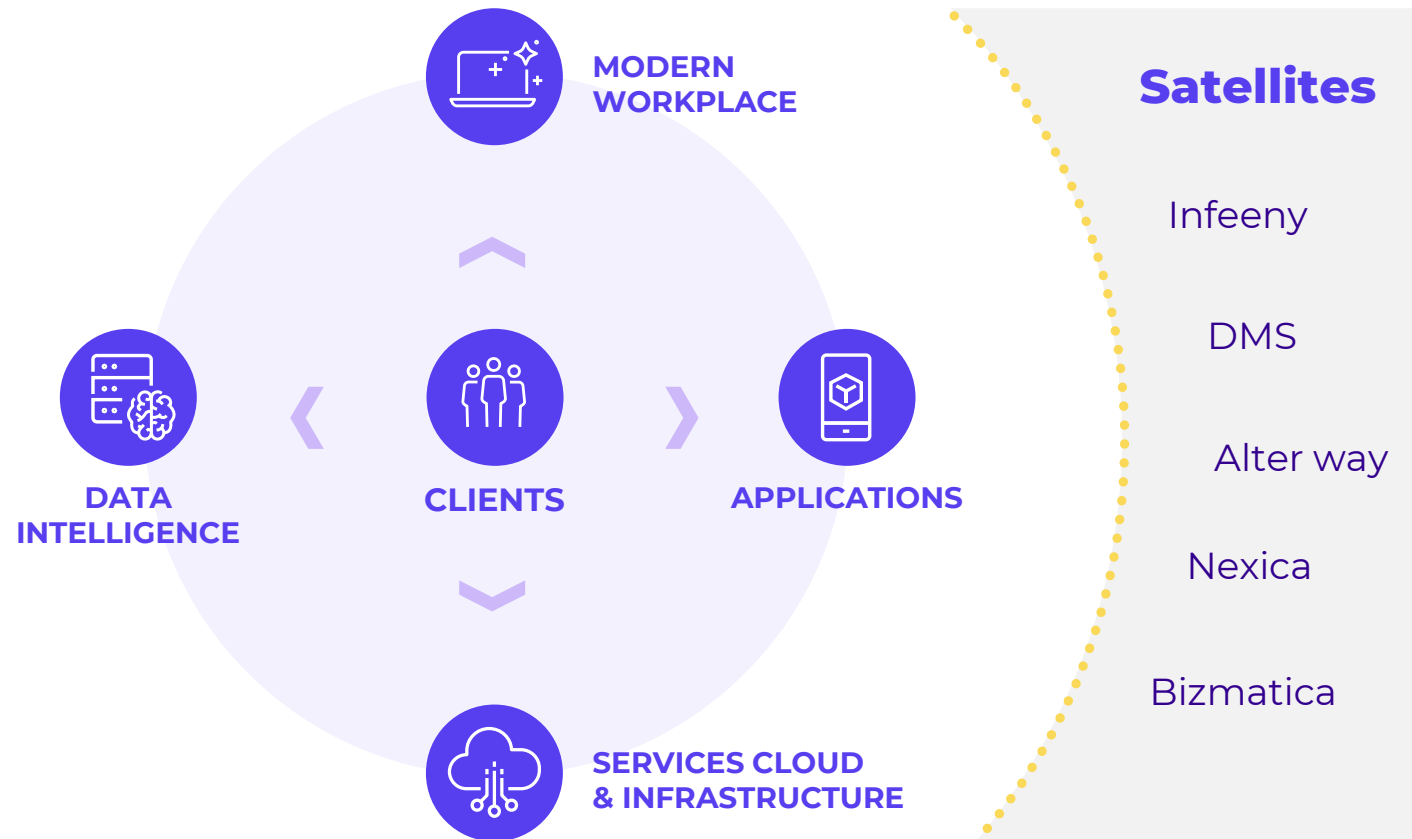 MODERN
WORKPLACE
DATA
INTELLIGENCE
CLIENTS
APPLICATIONS
SERVICES CLOUD
& INFRASTRUCTURE
Satellites
Infeeny
DMS
Alter way
Nexica
Bizmatica